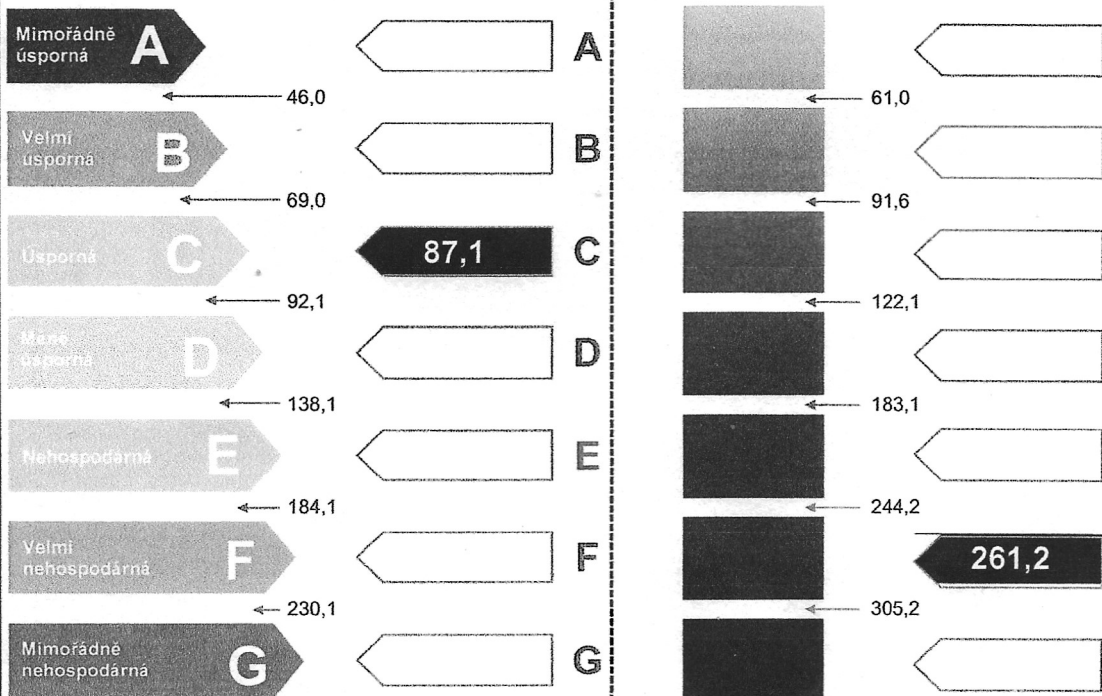 Mimořádně
úsporná
A
A
46,0
61,0
Velmi
úsporná
B
B
69,0
91,6
Úsporná
C
87,1
C
92,1
122,1
Méně
úsporná
D
D
138,1
183,1
Nehospodárná
E
E
184,1
244,2
Velmi
nehospodárná
F
F
261,2
230,1
305,2
Mimořádně
nehospodárná
G
G